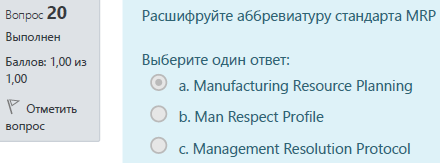 Вопрос 20
Выполнен
Баллов: 1,00 из
1,00
Отметить
вопрос
Расшифруйте аббревиатуру стандарта MRP
Выберите один ответ:
a. Manufacturing Resource Planning
b. Man Respect Profile
c. Management Resolution Protocol